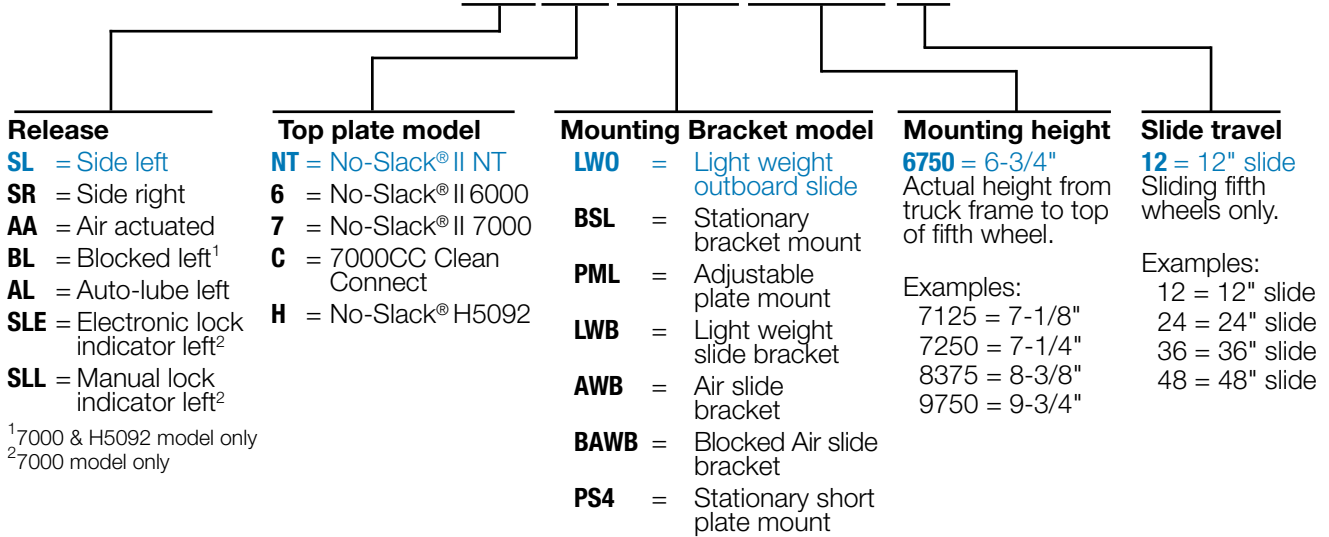 Release
SL = Side left
SR = Side right
AA = Air actuated
BL = Blocked left¹
AL = Auto-lube left
SLE = Electronic lock
indicator left²
SLL = Manual lock
indicator left²
¹7000 & H5092 model only
²7000 model only
Top plate model
NT = No-Slack® II NT
6 = No-Slack® II 6000
7 = No-Slack® II 7000
C = 7000CC Clean
Connect
H = No-Slack® H5092
Mounting Bracket model
LWO = Light weight
outboard slide
BSL = Stationary
bracket mount
PML = Adjustable
plate mount
LWB = Light weight
slide bracket
AWB = Air slide
bracket
BAWB = Blocked Air slide
bracket
PS4 = Stationary short
plate mount
Mounting height
6750 = 6-3/4"
Actual height from
truck frame to top
of fifth wheel.
Examples:
7125 = 7-1/8"
7250 = 7-1/4"
8375 = 8-3/8"
9750 = 9-3/4"
Slide travel
12 = 12" slide
Sliding fifth
wheels only.
Examples:
12 = 12" slide
24 = 24" slide
36 = 36" slide
48 = 48" slide